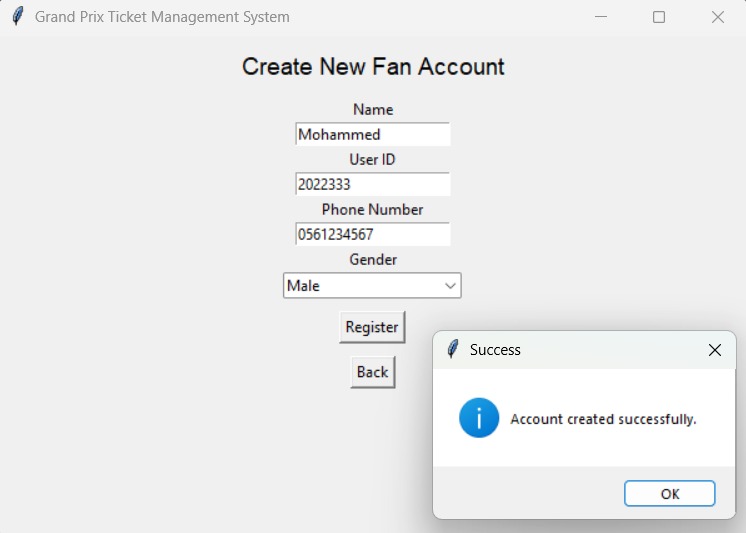 Grand Prix Ticket Management System
Create New Fan Account
Name
Mohammed
User ID
2022333
Phone Number
0561234567
Gender
Male
Register
Back
Success
Account created successfully.
OK